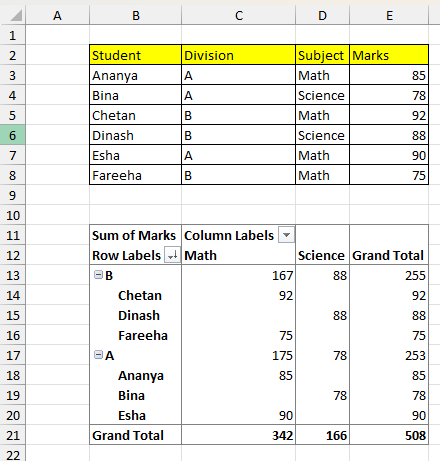 A B C D E
1
2 Student Division Subject Marks
3 Ananya A Math 85
4 Bina A Science 78
5 Chetan B Math 92
6 Dinash B Science 88
7 Esha A Math 90
8 Fareeha B Math 75
9
10
11 Sum of Marks Column Labels
12 Row Labels Math Science Grand Total
13 B 167 88 255
14 Chetan 92 92
15 Dinash 88 88
16 Fareeha 75 75
17 A 175 78 253
18 Ananya 85 85
19 Bina 78 78
20 Esha 90 90
21 Grand Total 342 166 508
22